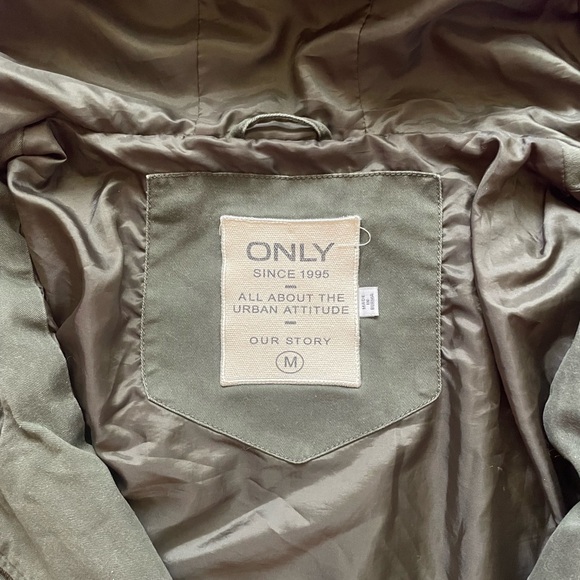 ONLY
SINCE 1995
ALL ABOUT THE
URBAN ATTITUDE
OUR STORY
M